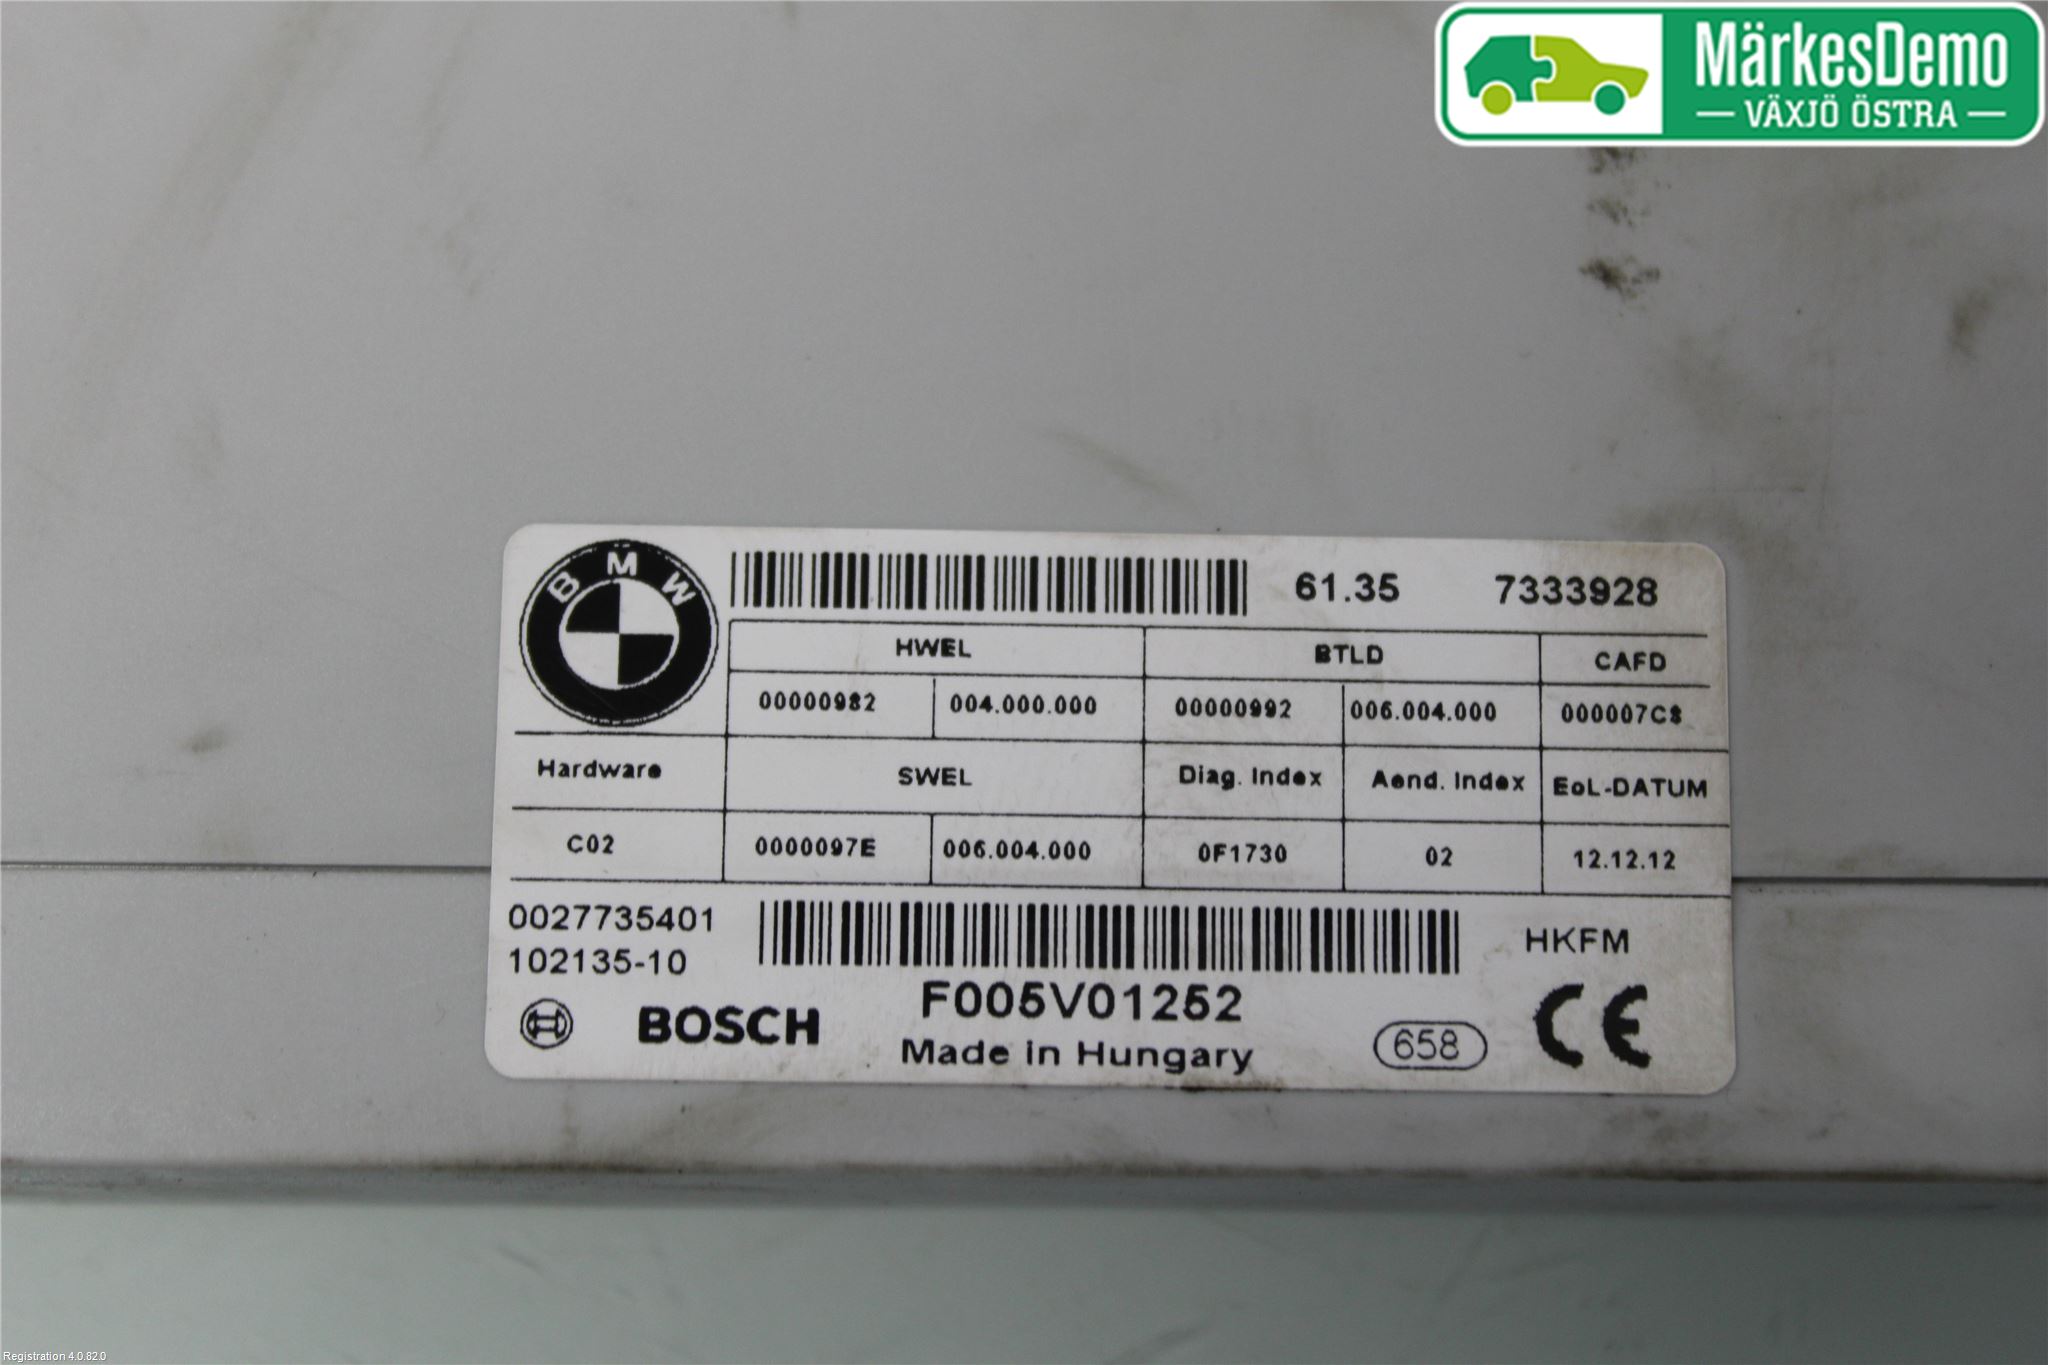 MärkesDemo
VÄXJÖ ÖSTRA
BMW
61.35 7333928
HWEL BTLD CAFD
00000982 004.000.000 00000992 006.004.000 000007C8
Hardware SWEL Diag. Index Aend. Index EoL-DATUM
C02 0000097E 006.004.000 0F1730 02 12.12.12
0027735401
102135-10
HKFM
BOSCH
F005V01252
Made in Hungary
658
CE
Registration 4.0.82.0